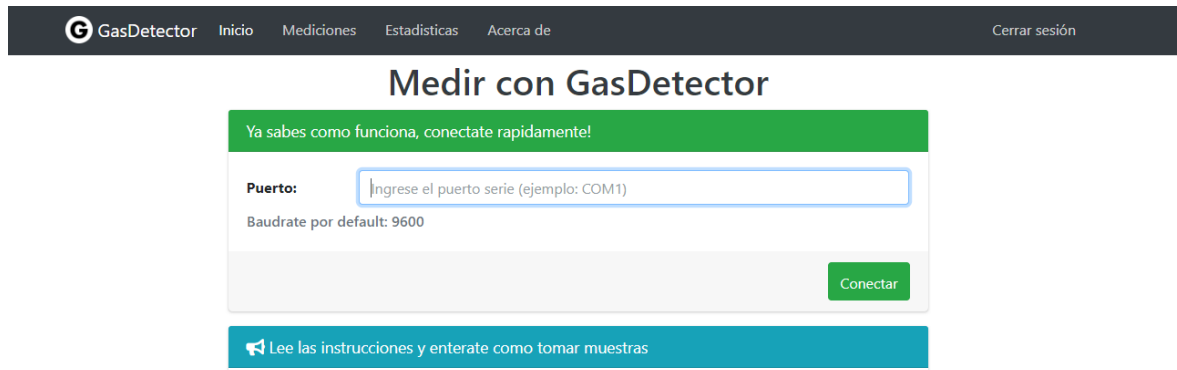 G GasDetector Inicio Mediciones Estadisticas Acerca de Cerrar sesión
Medir con GasDetector
Ya sabes como funciona, conectate rapidamente!
Puerto: Ingrese el puerto serie (ejemplo: COM1)
Baudrate por default: 9600
Conectar
Lee las instrucciones y enterate como tomar muestras